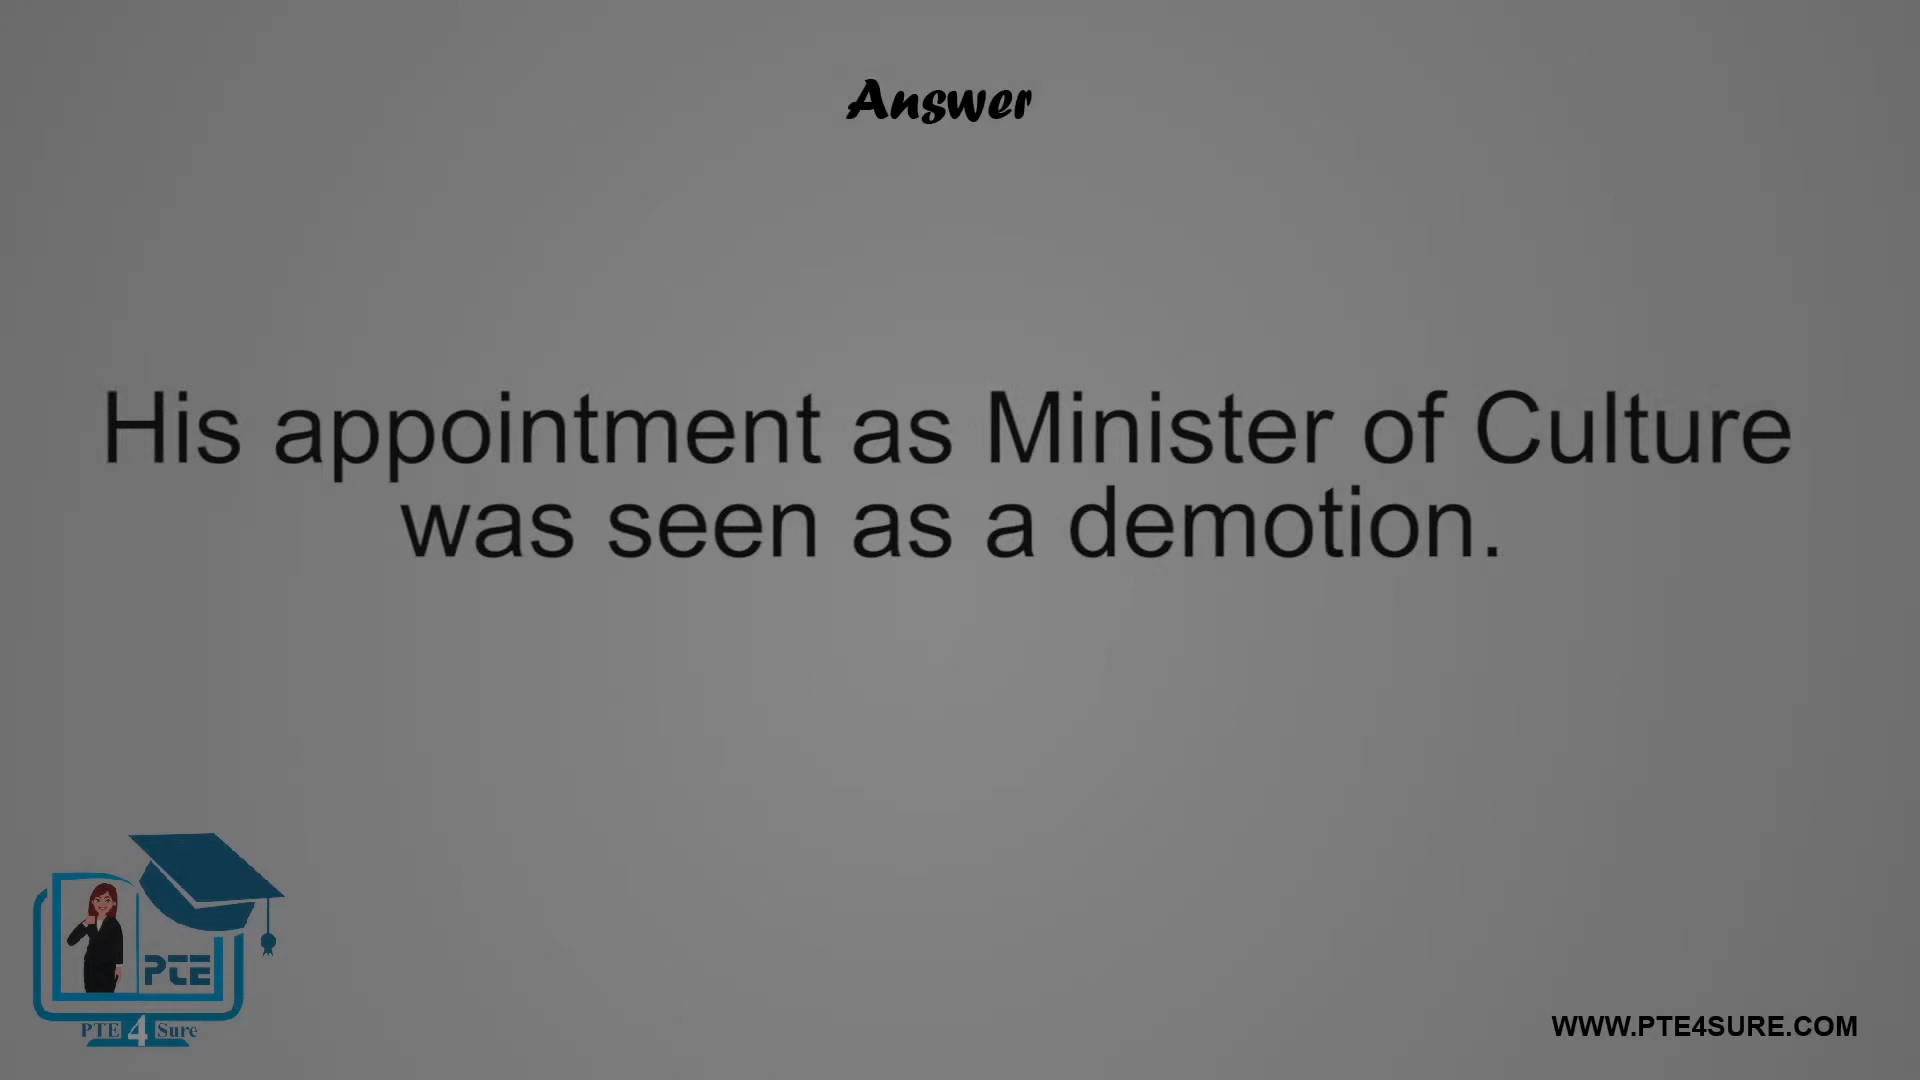 Answer
His appointment as Minister of Culture
was seen as a demotion.
PTE
PTE 4 Sure
WWW.PTE4SURE.COM